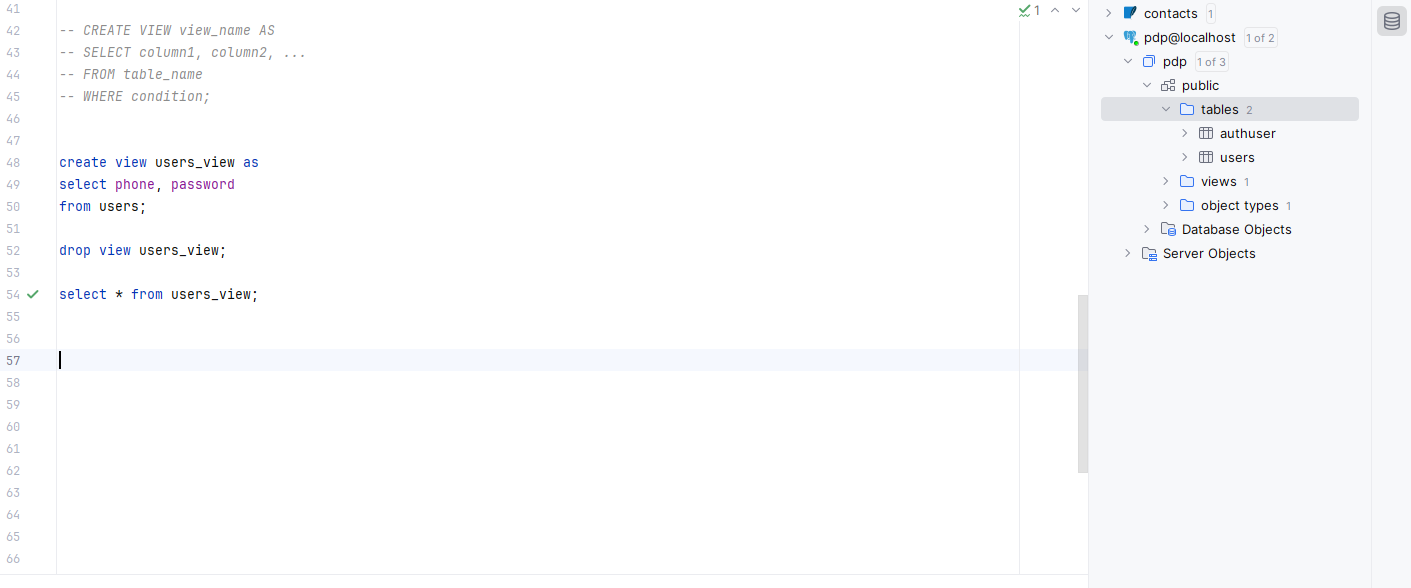 41
42 -- CREATE VIEW view_name AS
43 -- SELECT column1, column2, ...
44 -- FROM table_name
45 -- WHERE condition;
46
47
48 create view users_view as
49 select phone, password
50 from users;
51
52 drop view users_view;
53
54 select * from users_view;
55
56
57
58
59
60
61
62
63
64
65
66
1
contacts 1
pdp@localhost 1 of 2
pdp 1 of 3
public
tables 2
authuser
users
views 1
object types 1
Database Objects
Server Objects